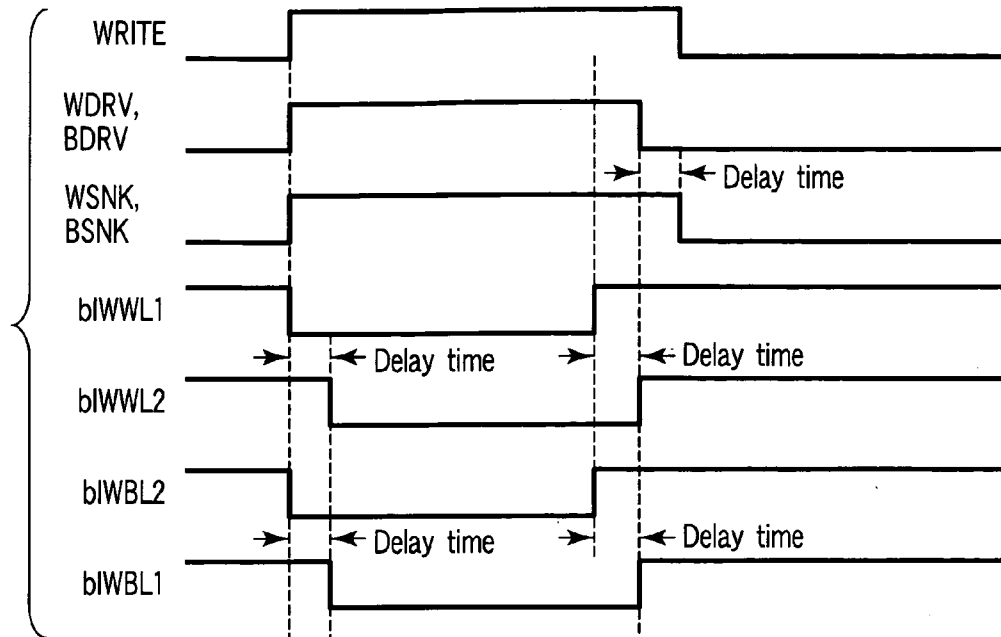 WRITE
WDRV,
BDRV
Delay time
WSNK,
BSNK
bIWWL1
Delay time
Delay time
bIWWL2
bIWBL2
Delay time
Delay time
bIWBL1